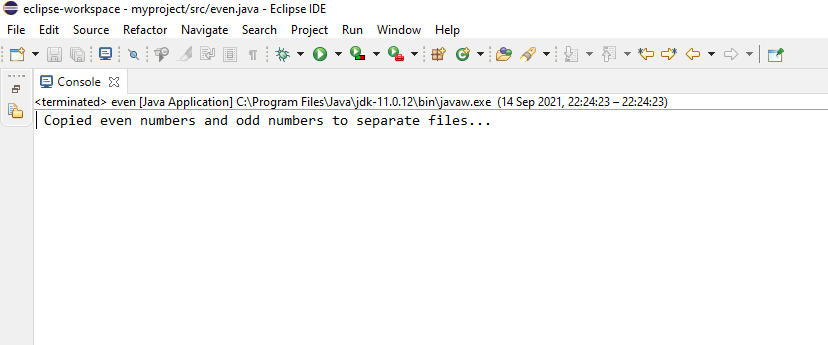 eclipse-workspace - myproject/src/even.java - Eclipse IDE
File Edit Source Refactor Navigate Search Project Run Window Help
Console
<terminated> even [Java Application] C:\Program Files\Java\jdk-11.0.12\bin\javaw.exe (14 Sep 2021, 22:24:23 – 22:24:23)
Copied even numbers and odd numbers to separate files...